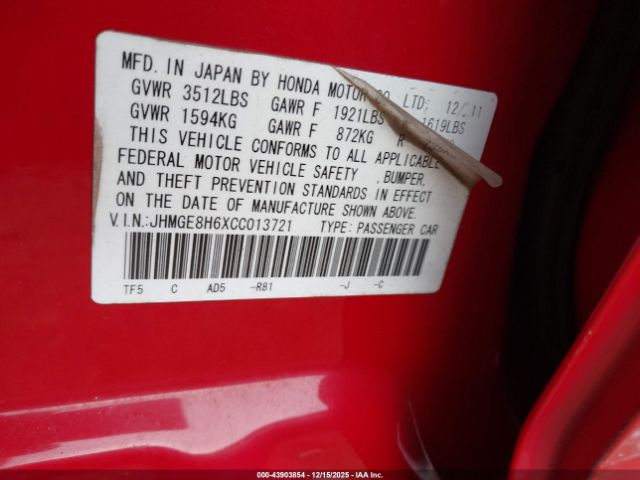 MFD. IN JAPAN BY HONDA MOTOR CO. LTD; 12/ 11
GVWR 3512LBS GAWR F 1921LBS 1619LBS
GVWR 1594KG GAWR F 872KG R
THIS VEHICLE CONFORMS TO ALL APPLICABLE
FEDERAL MOTOR VEHICLE SAFETY , BUMPER,
AND THEFT PREVENTION STANDARDS IN EFFECT
ON THE DATE OF MANUFACTURE SHOWN ABOVE.
V.I.N.:JHMGE8H6XCC013721 TYPE: PASSENGER CAR
TF5 C AD5 -R81 -J -C
000-43903854 | 12/15/2025 | IAA Inc.